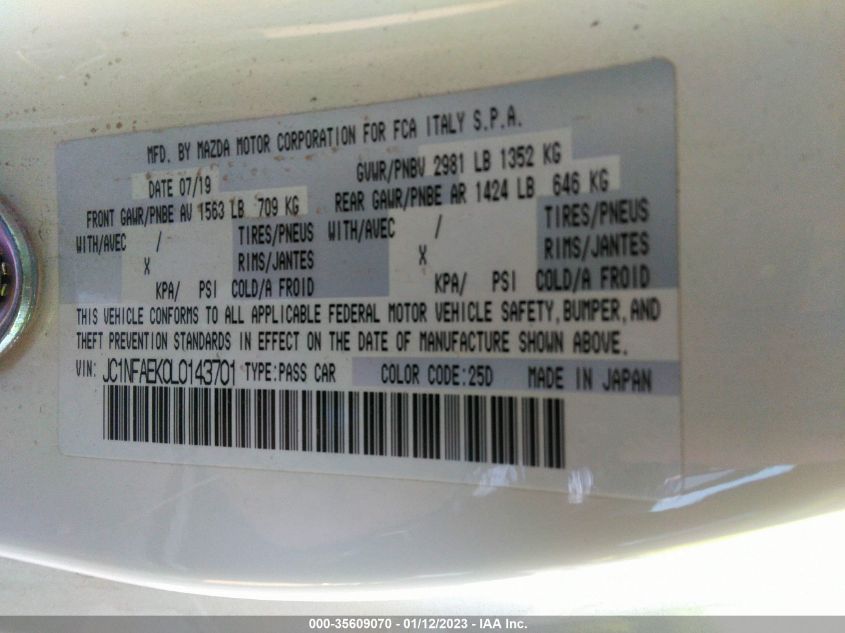 MFD. BY MAZDA MOTOR CORPORATION FOR FCA ITALY S.P.A.
DATE 07/19 GVWR/PNBV 2981 LB 1352 KG
FRONT GAWR/PNBE AV 1563 LB 709 KG REAR GAWR/PNBE AR 1424 LB 646 KG
WITH/AVEC / TIRES/PNEUS WITH/AVEC / TIRES/PNEUS
X RIMS/JANTES X RIMS/JANTES
KPA/ PSI COLD/A FROID KPA/ PSI COLD/A FROID
THIS VEHICLE CONFORMS TO ALL APPLICABLE FEDERAL MOTOR VEHICLE SAFETY, BUMPER, AND
THEFT PREVENTION STANDARDS IN EFFECT ON THE DATE OF MANUFACTURE SHOWN ABOVE.
VIN: JC1NFAEK0L0143701 TYPE:PASS CAR COLOR CODE:25D MADE IN JAPAN
000-35609070 - 01/12/2023 - IAA Inc.